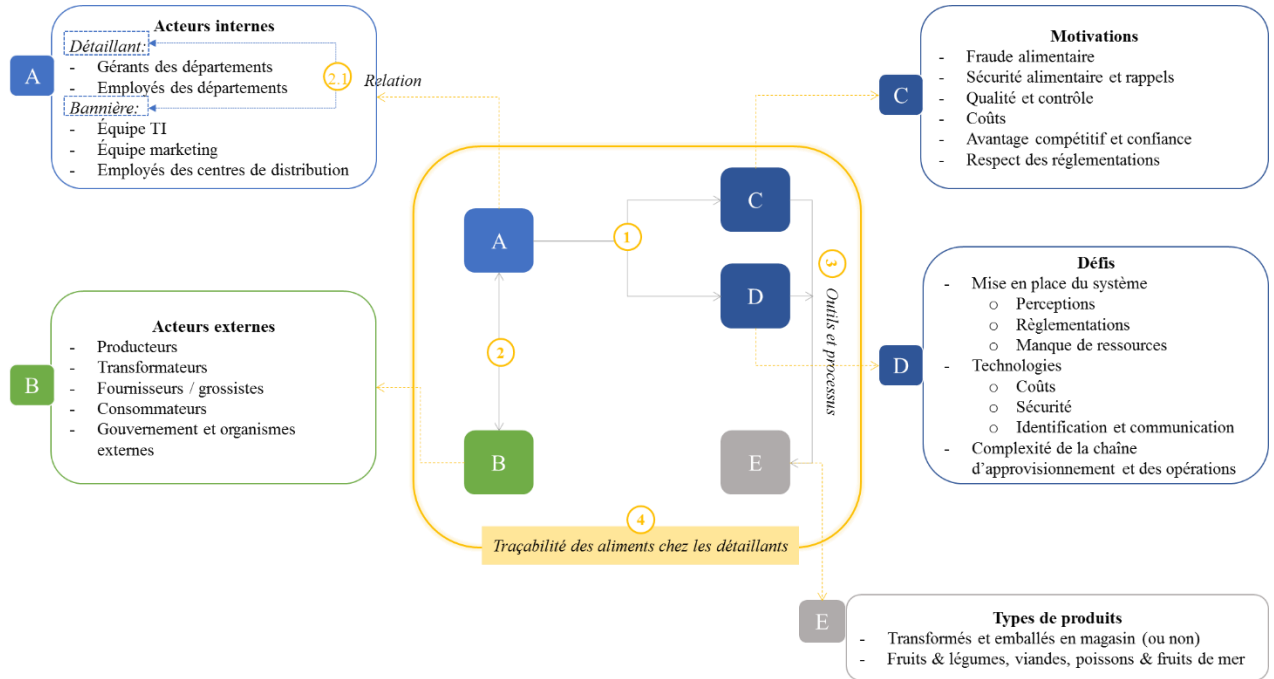 A
Acteurs internes
Détaillant:
- Gérants des départements
- Employés des départements
Bannière:
- Équipe TI
- Équipe marketing
- Employés des centres de distribution
2.1
Relation
B
Acteurs externes
- Producteurs
- Transformateurs
- Fournisseurs / grossistes
- Consommateurs
- Gouvernement et organismes
externes
A
1
2
B
C
D
3
Outils et processus
E
4
Traçabilité des aliments chez les détaillants
C
Motivations
- Fraude alimentaire
- Sécurité alimentaire et rappels
- Qualité et contrôle
- Coûts
- Avantage compétitif et confiance
- Respect des réglementations
D
Défis
- Mise en place du système
o Perceptions
o Règlementations
o Manque de ressources
- Technologies
o Coûts
o Sécurité
o Identification et communication
- Complexité de la chaîne
d'approvisionnement et des opérations
E
Types de produits
- Transformés et emballés en magasin (ou non)
- Fruits & légumes, viandes, poissons & fruits de mer